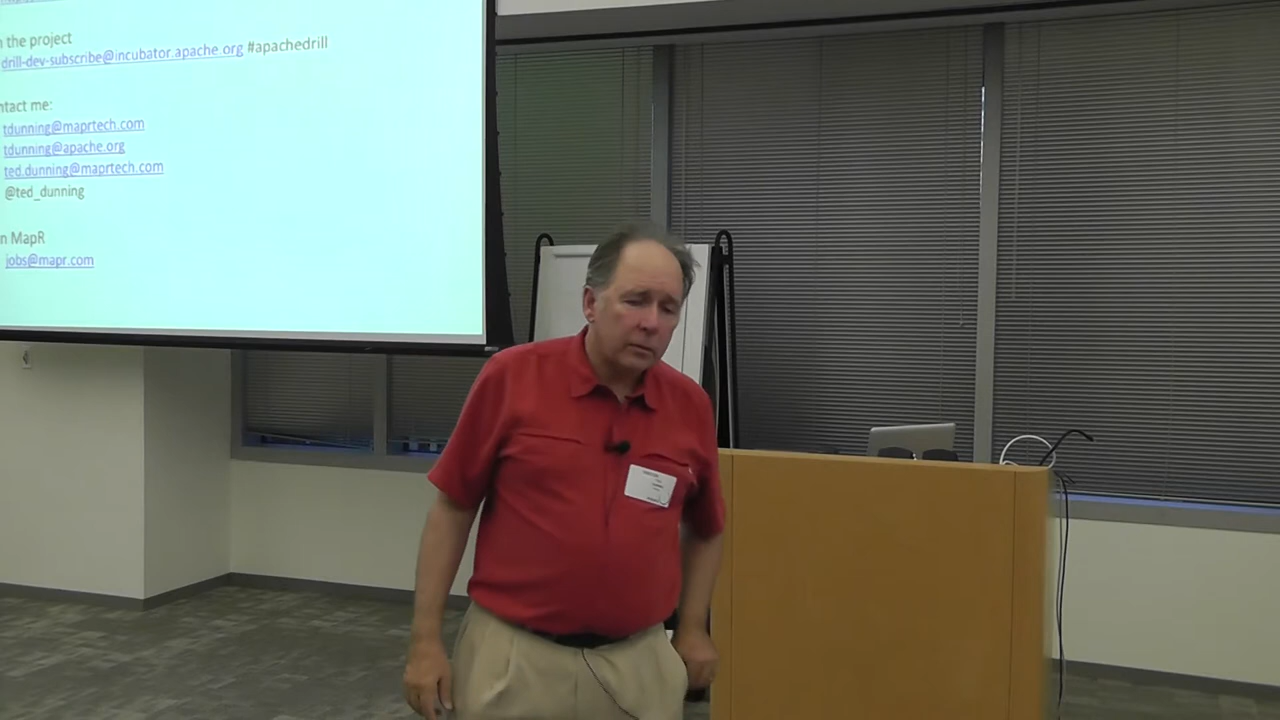 n the project
drill-dev-subscribe@incubator.apache.org #apachedrill
ntact me:
tdunning@maprtech.com
tdunning@apache.org
ted.dunning@maprtech.com
@ted_dunning
n MapR
jobs@mapr.com